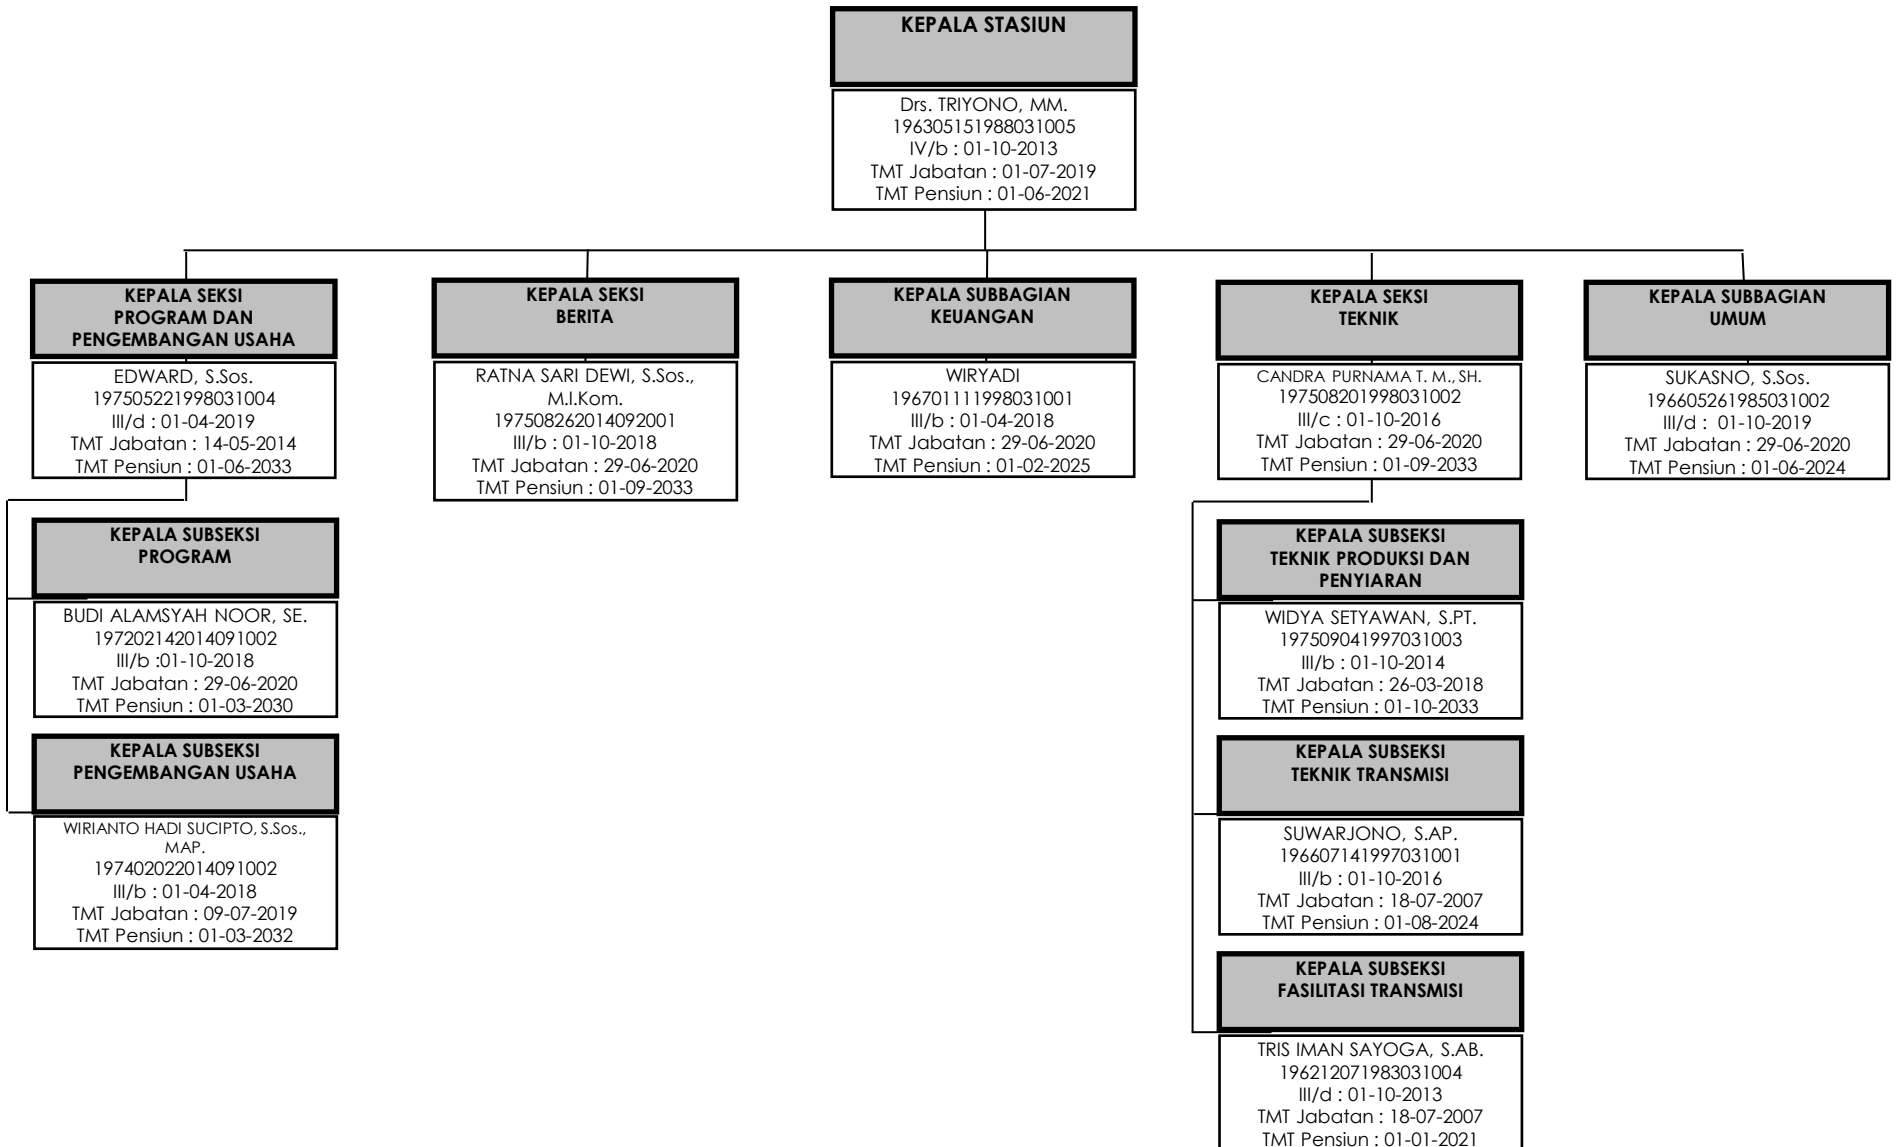 KEPALA STASIUN
Drs. TRIYONO, MM.
196305151988031005
IV/b : 01-10-2013
TMT Jabatan : 01-07-2019
TMT Pensiun : 01-06-2021
KEPALA SEKSI
PROGRAM DAN
PENGEMBANGAN USAHA
EDWARD, S.Sos.
197505221998031004
III/d : 01-04-2019
TMT Jabatan : 14-05-2014
TMT Pensiun : 01-06-2033
KEPALA SEKSI
BERITA
RATNA SARI DEWI, S.Sos.,
M.I.Kom.
197508262014092001
III/b : 01-10-2018
TMT Jabatan : 29-06-2020
TMT Pensiun : 01-09-2033
KEPALA SUBBAGIAN
KEUANGAN
WIRYADI
196701111998031001
III/b : 01-04-2018
TMT Jabatan : 29-06-2020
TMT Pensiun : 01-02-2025
KEPALA SEKSI
TEKNIK
CANDRA PURNAMA T. M., SH.
197508201998031002
III/c : 01-10-2016
TMT Jabatan : 29-06-2020
TMT Pensiun : 01-09-2033
KEPALA SUBBAGIAN
UMUM
SUKASNO, S.Sos.
196605261985031002
III/d :  01-10-2019
TMT Jabatan : 29-06-2020
TMT Pensiun : 01-06-2024
KEPALA SUBSEKSI
PROGRAM
BUDI ALAMSYAH NOOR, SE.
197202142014091002
III/b :01-10-2018
TMT Jabatan : 29-06-2020
TMT Pensiun : 01-03-2030
KEPALA SUBSEKSI
PENGEMBANGAN USAHA
WIRIANTO HADI SUCIPTO, S.Sos.,
MAP.
197402022014091002
III/b : 01-04-2018
TMT Jabatan : 09-07-2019
TMT Pensiun : 01-03-2032
KEPALA SUBSEKSI
TEKNIK PRODUKSI DAN
PENYIARAN
WIDYA SETYAWAN, S.PT.
197509041997031003
III/b : 01-10-2014
TMT Jabatan : 26-03-2018
TMT Pensiun : 01-10-2033
KEPALA SUBSEKSI
TEKNIK TRANSMISI
SUWARJONO, S.AP.
196607141997031001
III/b : 01-10-2016
TMT Jabatan : 18-07-2007
TMT Pensiun : 01-08-2024
KEPALA SUBSEKSI
FASILITASI TRANSMISI
TRIS IMAN SAYOGA, S.AB.
196212071983031004
III/d : 01-10-2013
TMT Jabatan : 18-07-2007
TMT Pensiun : 01-01-2021